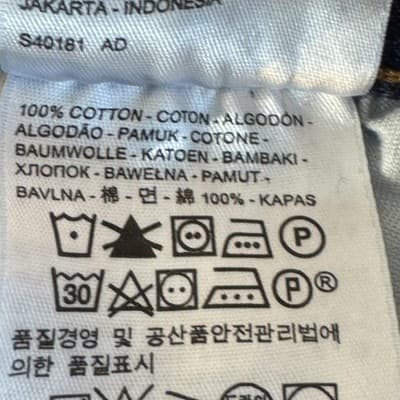 JAKARTA - INDONESIA
S40181 AD
100% COTTON - COTON - ALGODÓN -
ALGODÃO - PAMUK - COTONE -
BAUMWOLLE - KATOEN - BAMBAKI -
ХЛОПОК - BAWEŁNA - PAMUT -
BAVLNA - 棉 - 면 - 綿 100% - KAPAS
P
30 P ®
품질경영 및 공산품안전관리법에
의한 품질표시